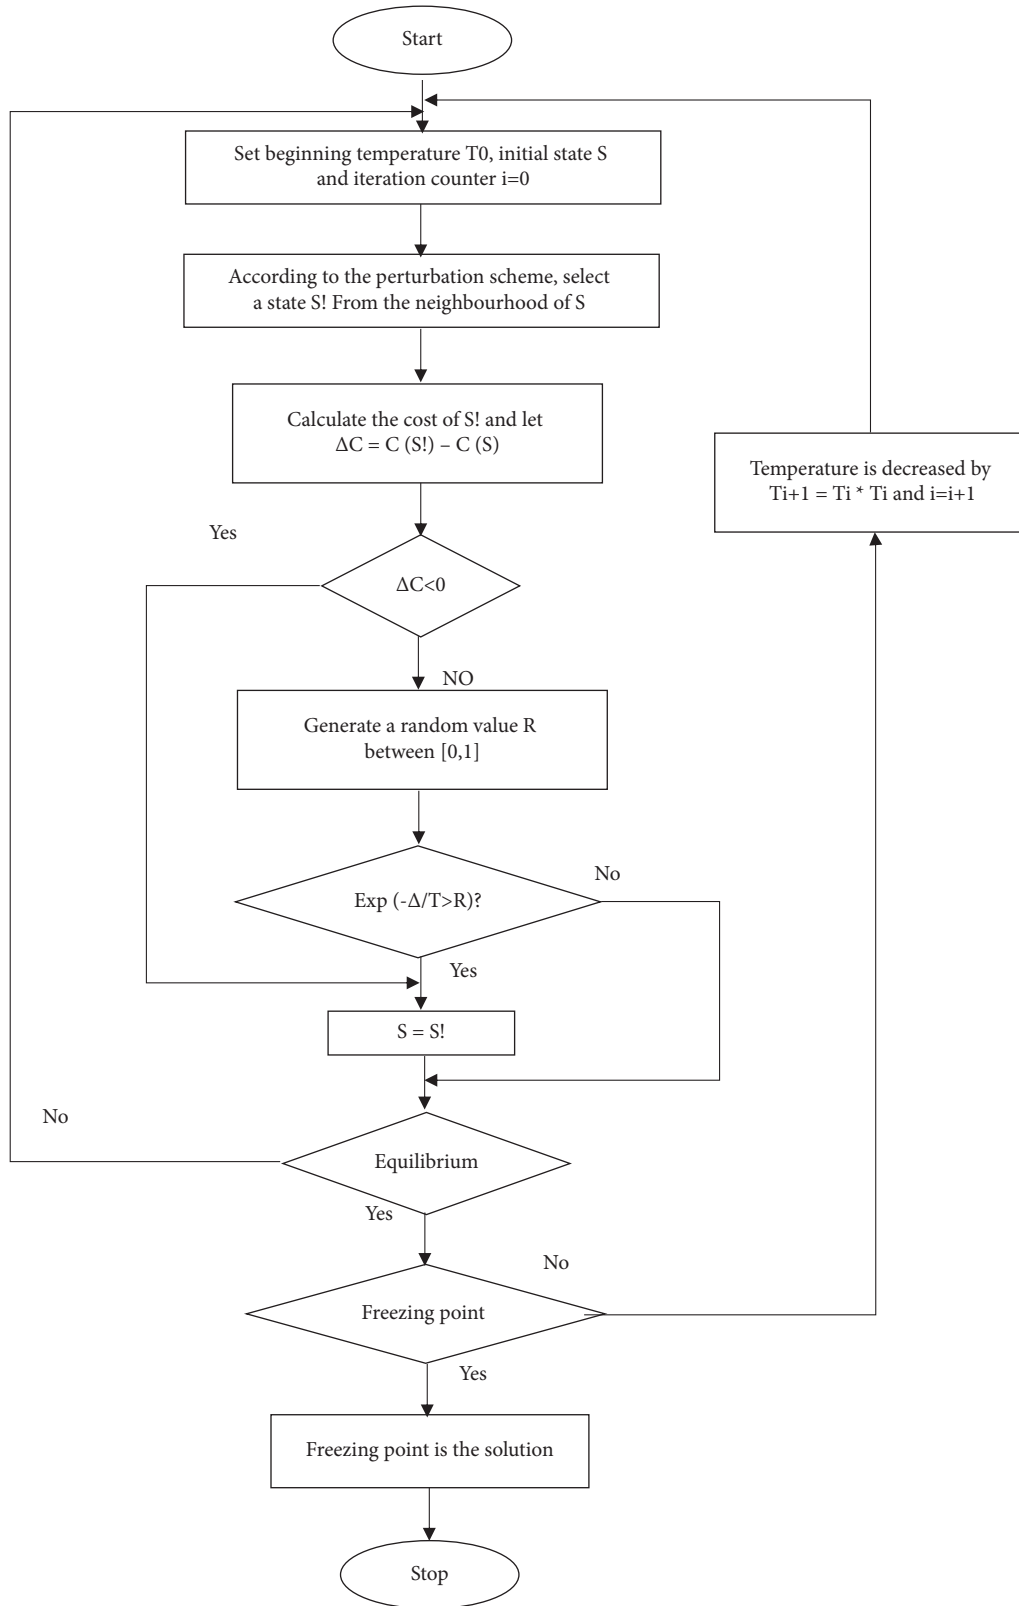 Start
Set beginning temperature T0, initial state S
and iteration counter i=0
According to the perturbation scheme, select
a state S! From the neighbourhood of S
Calculate the cost of S! and let
ΔC = C (S!) – C (S)
Temperature is decreased by
Ti+1 = Ti * Ti and i=i+1
Yes
ΔC<0
NO
Generate a random value R
between [0,1]
No
Exp (-Δ/T>R)?
Yes
S = S!
No
Equilibrium
Yes
No
Freezing point
Yes
Freezing point is the solution
Stop